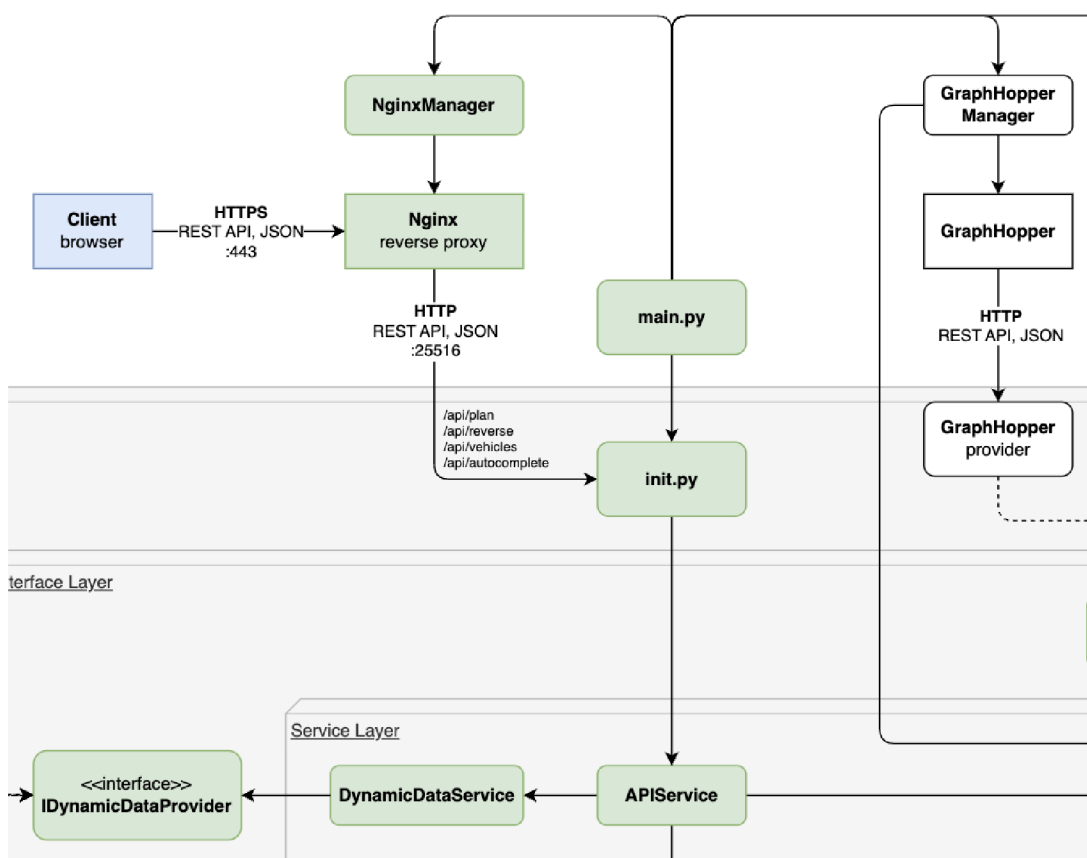 NginxManager
GraphHopper
Manager
Client
browser
HTTPS
REST API, JSON
:443
Nginx
reverse proxy
GraphHopper
HTTP
REST API, JSON
:25516
main.py
HTTP
REST API, JSON
/api/plan
/api/reverse
/api/vehicles
/api/autocomplete
init.py
GraphHopper
provider
terface Layer
Service Layer
<<interface>>
IDynamicDataProvider
DynamicDataService
APIService